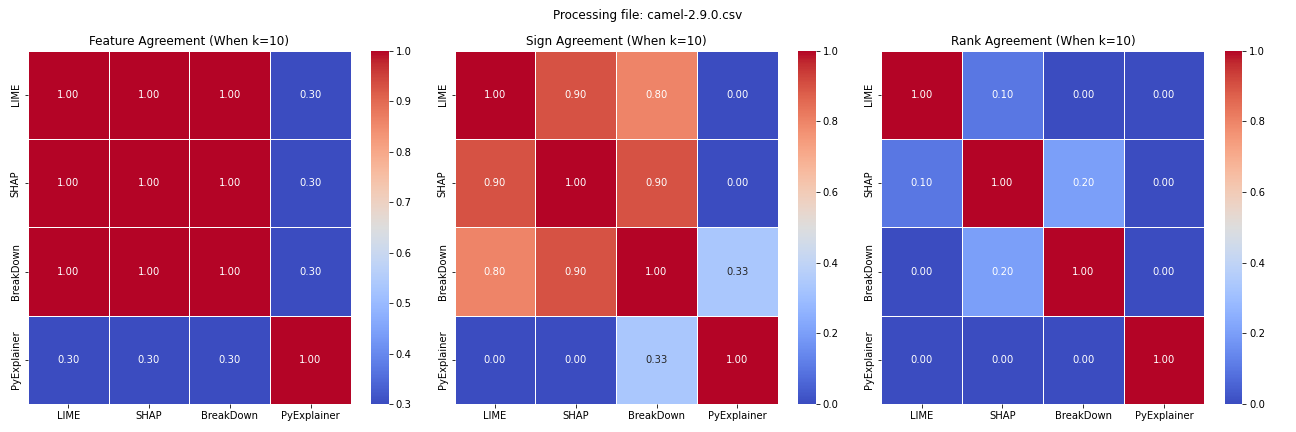 Processing file: camel-2.9.0.csv
Feature Agreement (When k=10)
LIME 1.00 1.00 1.00 0.30
SHAP 1.00 1.00 1.00 0.30
BreakDown 1.00 1.00 1.00 0.30
PyExplainer 0.30 0.30 0.30 1.00
LIME SHAP BreakDown PyExplainer
1.0
0.9
0.8
0.7
0.6
0.5
0.4
0.3
Sign Agreement (When k=10)
LIME 1.00 0.90 0.80 0.00
SHAP 0.90 1.00 0.90 0.00
BreakDown 0.80 0.90 1.00 0.33
PyExplainer 0.00 0.00 0.33 1.00
LIME SHAP BreakDown PyExplainer
1.0
0.8
0.6
0.4
0.2
0.0
Rank Agreement (When k=10)
LIME 1.00 0.10 0.00 0.00
SHAP 0.10 1.00 0.20 0.00
BreakDown 0.00 0.20 1.00 0.00
PyExplainer 0.00 0.00 0.00 1.00
LIME SHAP BreakDown PyExplainer
1.0
0.8
0.6
0.4
0.2
0.0